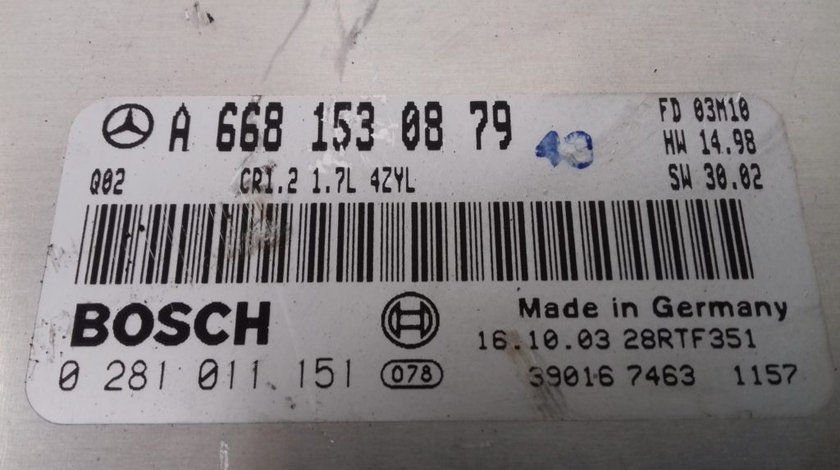 A 668 153 08 79
FD 03M10
HW 14.98
SW 30.02
Q02 CRI.2 1.7L 4ZYL
BOSCH
Made in Germany
16.10.03 28RTF351
0 281 011 151 078
39016 7463 1157